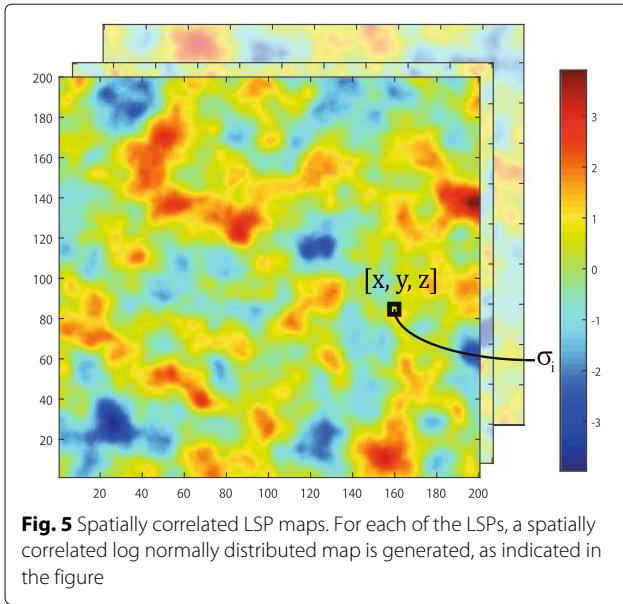 200
180
160
140
120
100
80
60
40
20
20 40 60 80 100 120 140 160 180 200
[x, y, z]
σi
3
2
1
0
-1
-2
-3
Fig. 5 Spatially correlated LSP maps. For each of the LSPs, a spatially
correlated log normally distributed map is generated, as indicated in
the figure